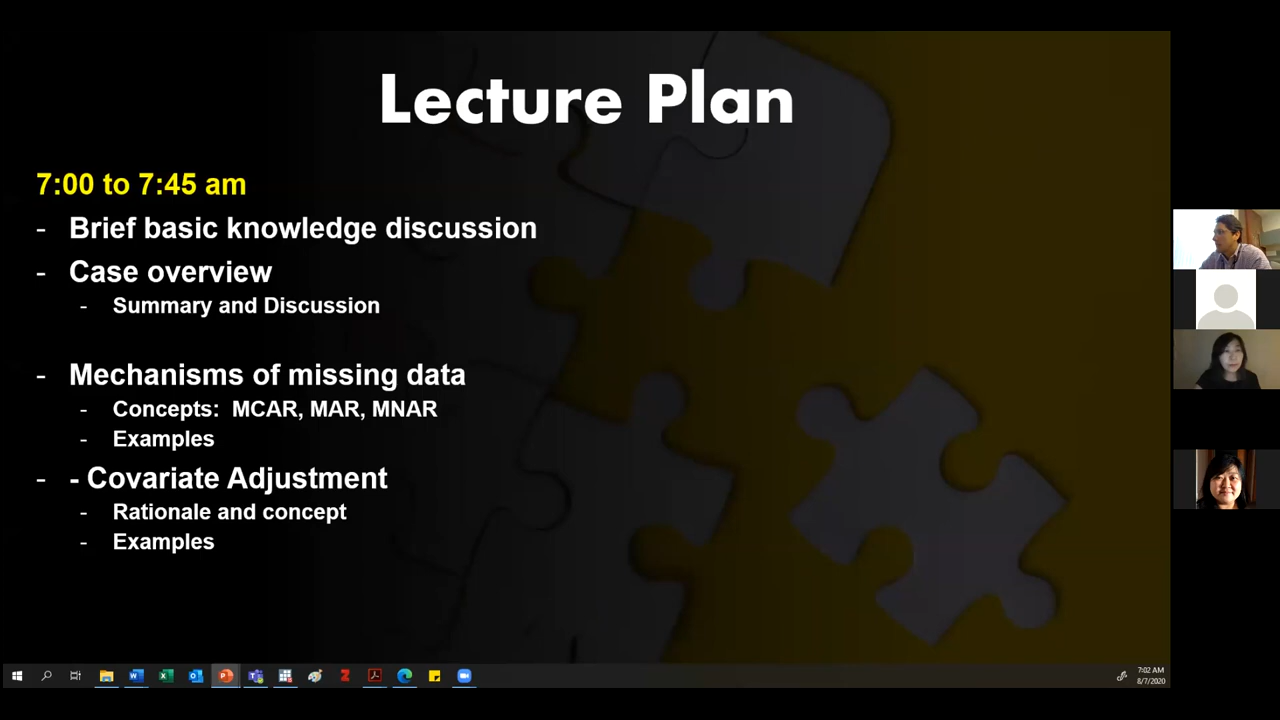 Lecture Plan
7:00 to 7:45 am
- Brief basic knowledge discussion
- Case overview
- Summary and Discussion
- Mechanisms of missing data
- Concepts: MCAR, MAR, MNAR
- Examples
- - Covariate Adjustment
- Rationale and concept
- Examples
7:02 AM
8/7/2020